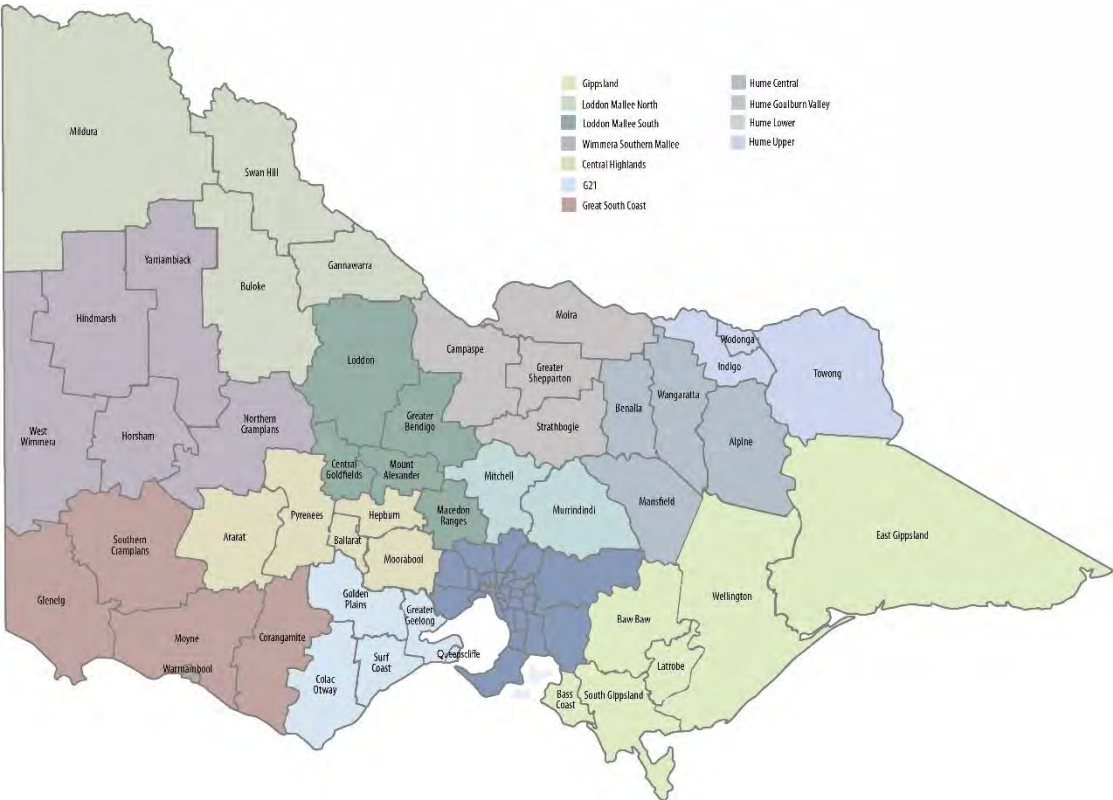 Gippsland
Loddon Mallee North
Loddon Mallee South
Wimmera Southern Mallee
Central Highlands
G21
Great South Coast
Hume Central
Hume Goulburn Valley
Hume Lower
Hume Upper
Mildura
Swan Hill
Yarriambiack
Gannawarra
Buloke
Hindmarsh
Moira
Campaspe
Wodonga
Loddon
Indigo
Greater
Shepparton
Towong
Wangaratta
Benalla
Greater
Bendigo
Northern
Crampians
Strathbogie
West
Wimmera
Horsham
Alpine
Central
Goldfields
Mount
Alexander
Mitchell
Mansfield
Murrindindi
Macedon
Ranges
Pyrenees
Hepburn
Ararat
Ballarat
Southern
Crampians
East Gippsland
Moorabool
Glenelg
Golden
Plains
Wellington
Greater
Geelong
Baw Baw
Moyne
Corangamite
Queenscliffe
Surf
Coast
Warrnambool
Latrobe
Colac
Otway
Bass
Coast
South Gippsland